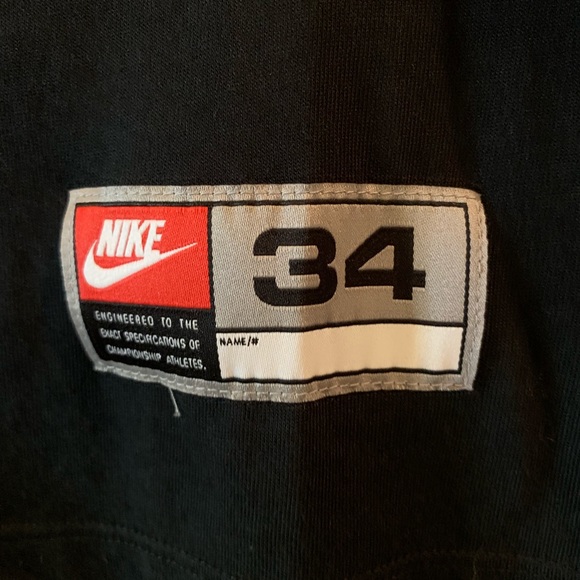 NIKE
34
ENGINEERED TO THE
EXACT SPECIFICATIONS OF
CHAMPIONSHIP ATHLETES.
NAME/#